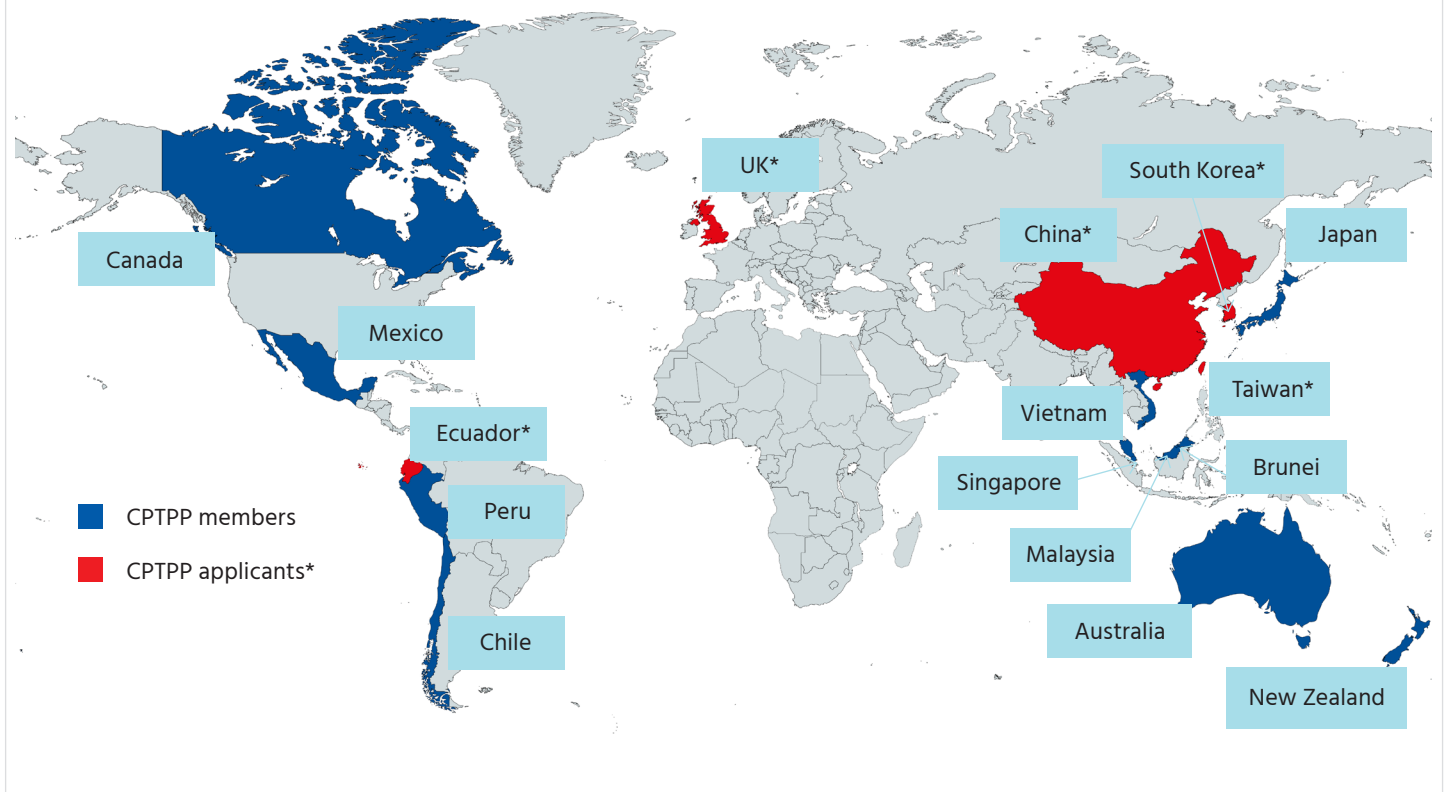 UK*
South Korea*
China*
Japan
Canada
Mexico
Taiwan*
Vietnam
Ecuador*
Brunei
Singapore
Peru
CPTPP members
Malaysia
CPTPP applicants*
Australia
Chile
New Zealand